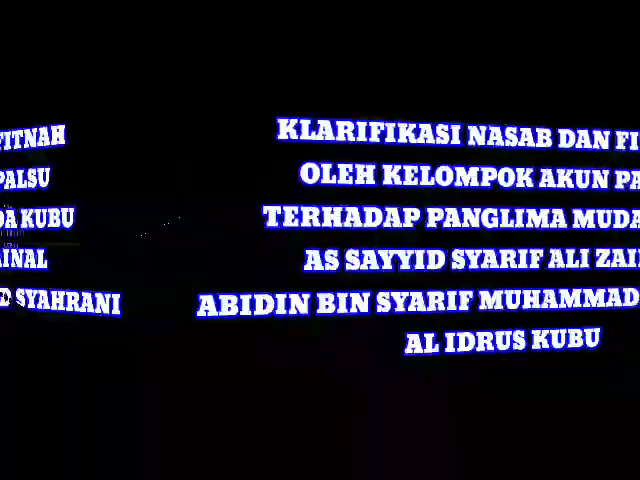 FITNAH
PALSU
DA KUBU
AINAL
D SYAHRANI
KLARIFIKASI NASAB DAN FI
OLEH KELOMPOK AKUN PA
TERHADAP PANGLIMA MUDA
AS SAYYID SYARIF ALI ZAI
ABIDIN BIN SYARIF MUHAMMAD
AL IDRUS KUBU